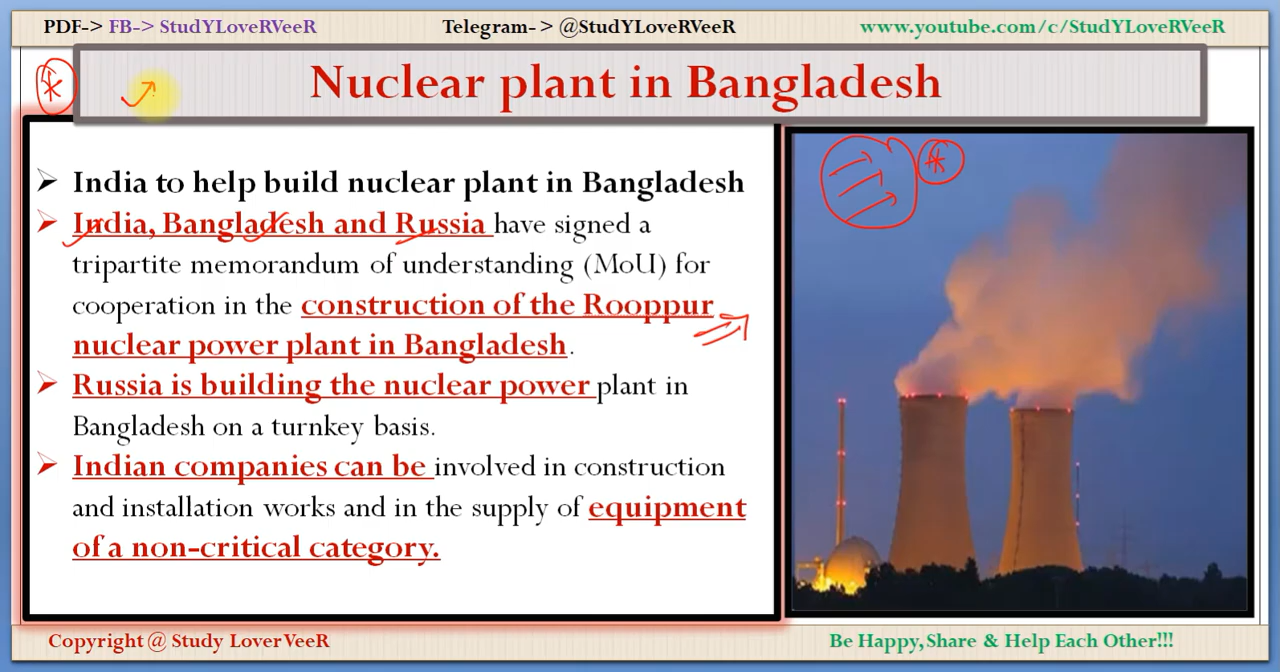 PDF-> FB-> StudYLoveRVeeR Telegram- > @StudYLoveRVeeR www.youtube.com/c/StudYLoveRVeeR
Nuclear plant in Bangladesh
➢ India to help build nuclear plant in Bangladesh
➢ India, Bangladesh and Russia have signed a
tripartite memorandum of understanding (MoU) for
cooperation in the construction of the Rooppur
nuclear power plant in Bangladesh.
➢ Russia is building the nuclear power plant in
Bangladesh on a turnkey basis.
➢ Indian companies can be involved in construction
and installation works and in the supply of equipment
of a non-critical category.
Copyright @ Study LoverVeeR Be Happy,Share & Help Each Other!!!